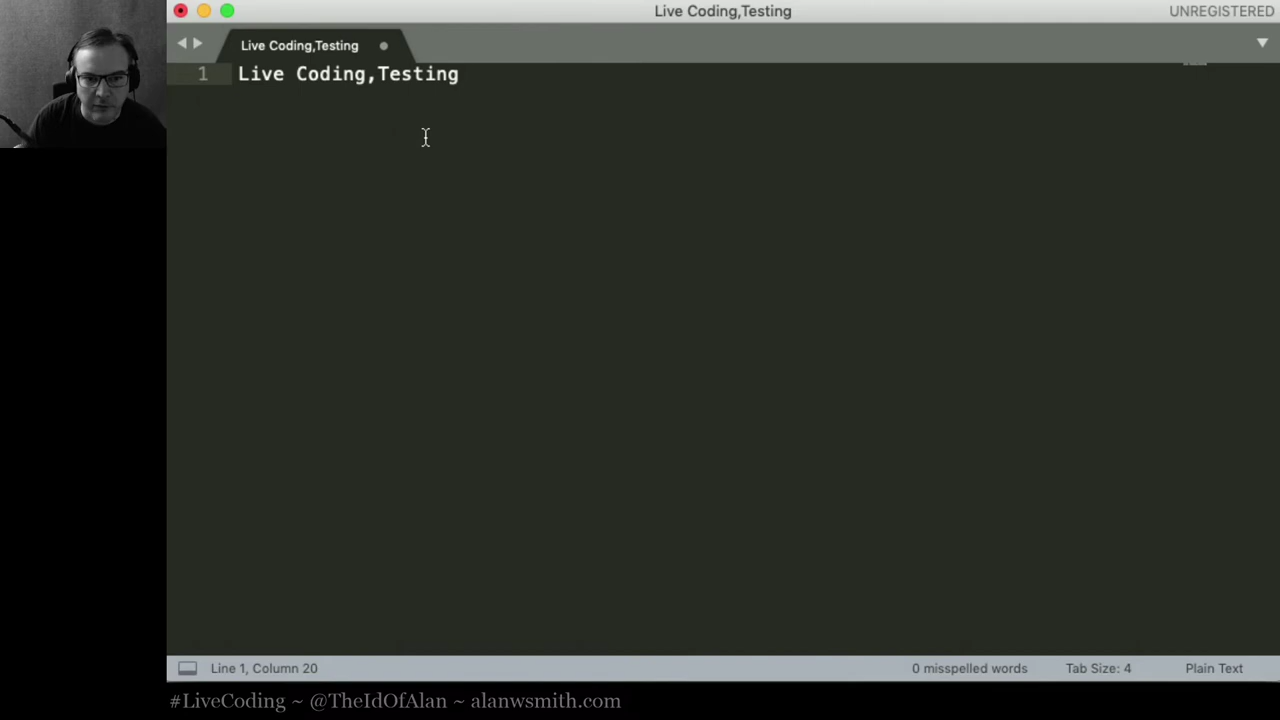 Live Coding,Testing
UNREGISTERED
Live Coding,Testing
1 Live Coding,Testing
Line 1, Column 20
0 misspelled words
Tab Size: 4
Plain Text
#LiveCoding ~ @TheIdOfAlan ~ alanwsmith.com